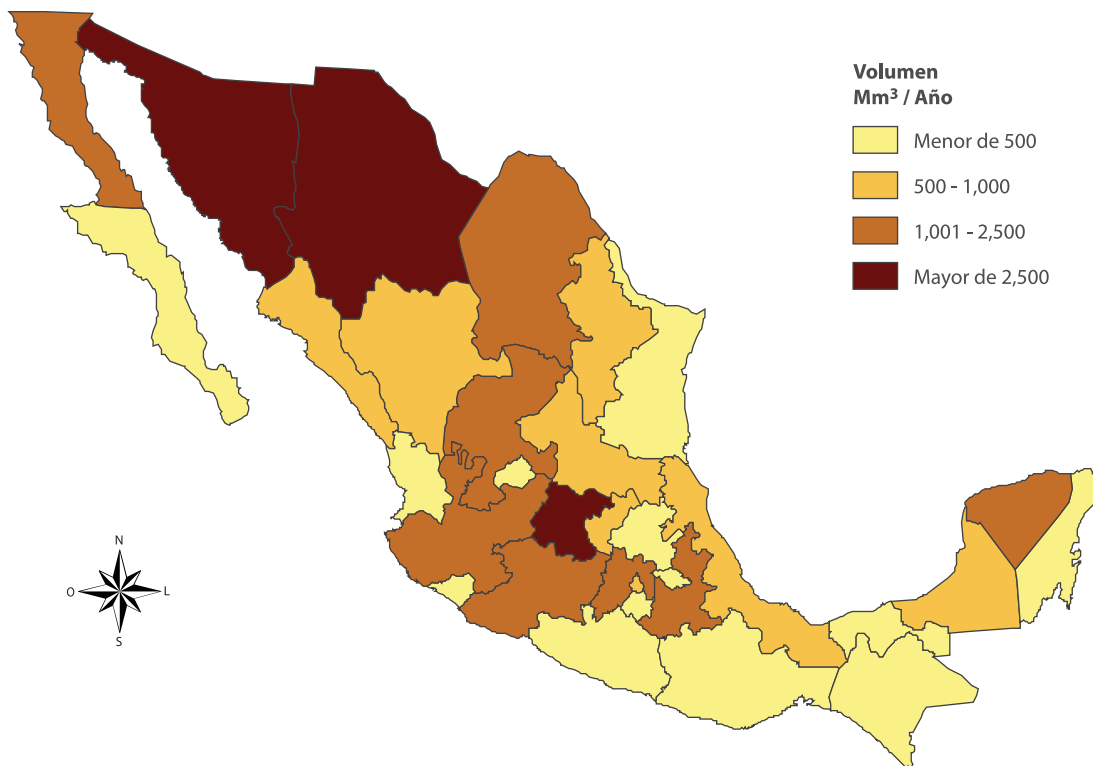 Volumen
Mm³ / Año
Menor de 500
500 - 1,000
1,001 - 2,500
Mayor de 2,500
N
O
L
S